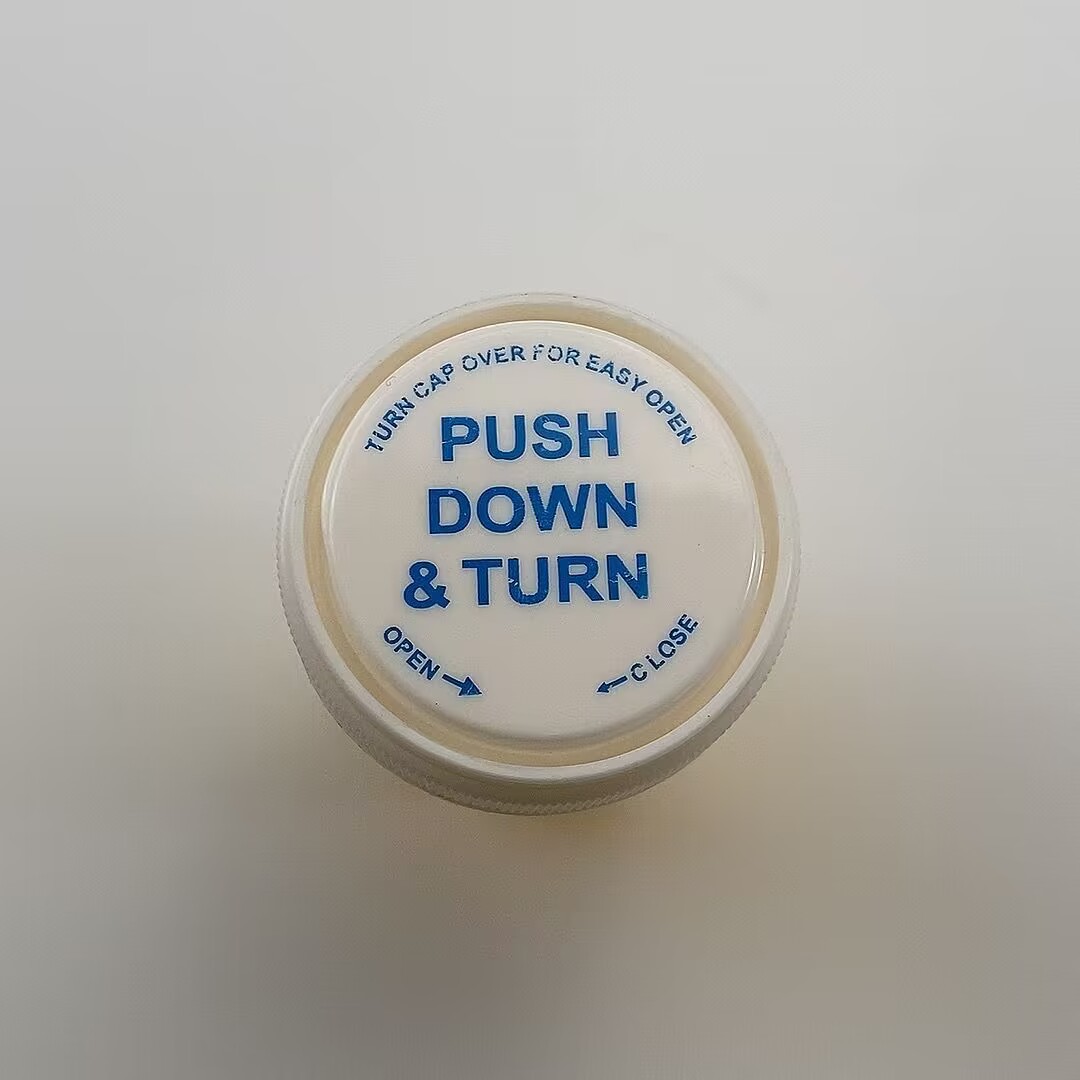 TURN CAP OVER FOR EASY OPEN
PUSH
DOWN
& TURN
OPEN →
← CLOSE